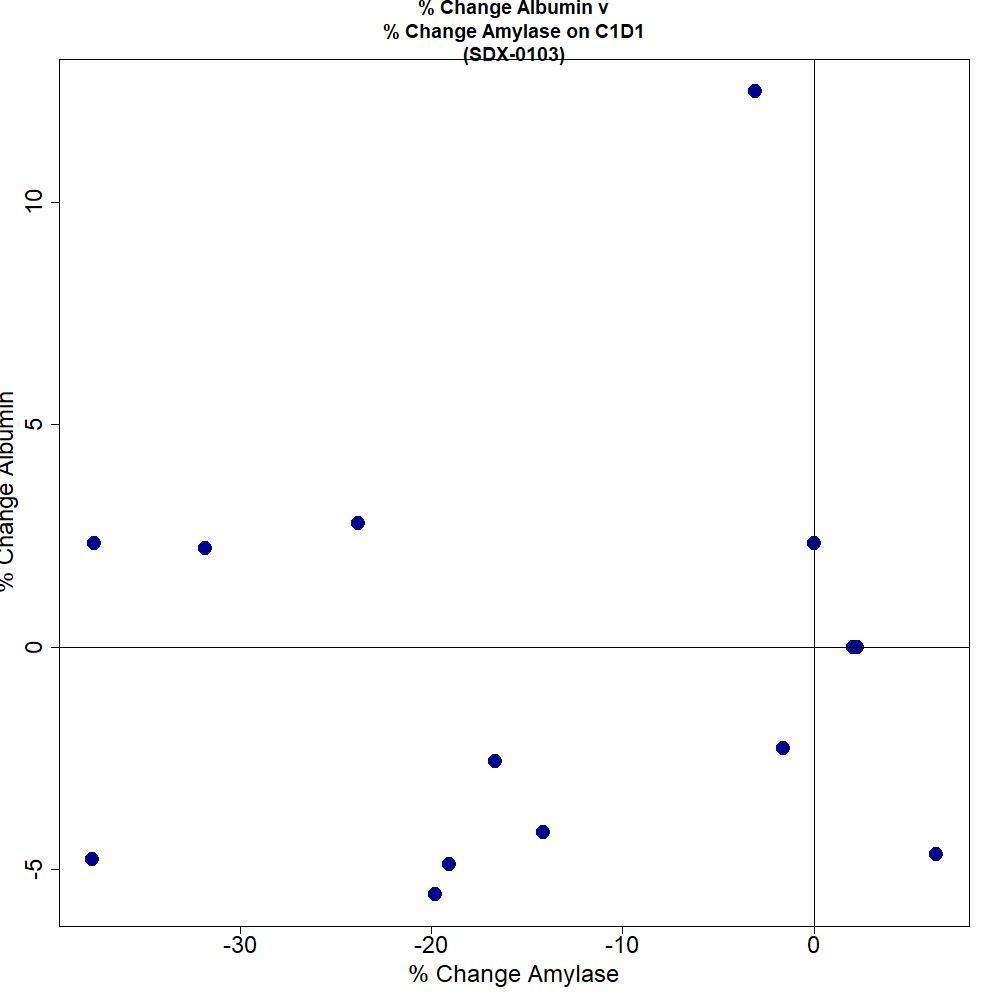 % Change Albumin v
% Change Amylase on C1D1
(SDX-0103)
% Change Albumin
10
5
0
-5
-30
-20
-10
0
% Change Amylase